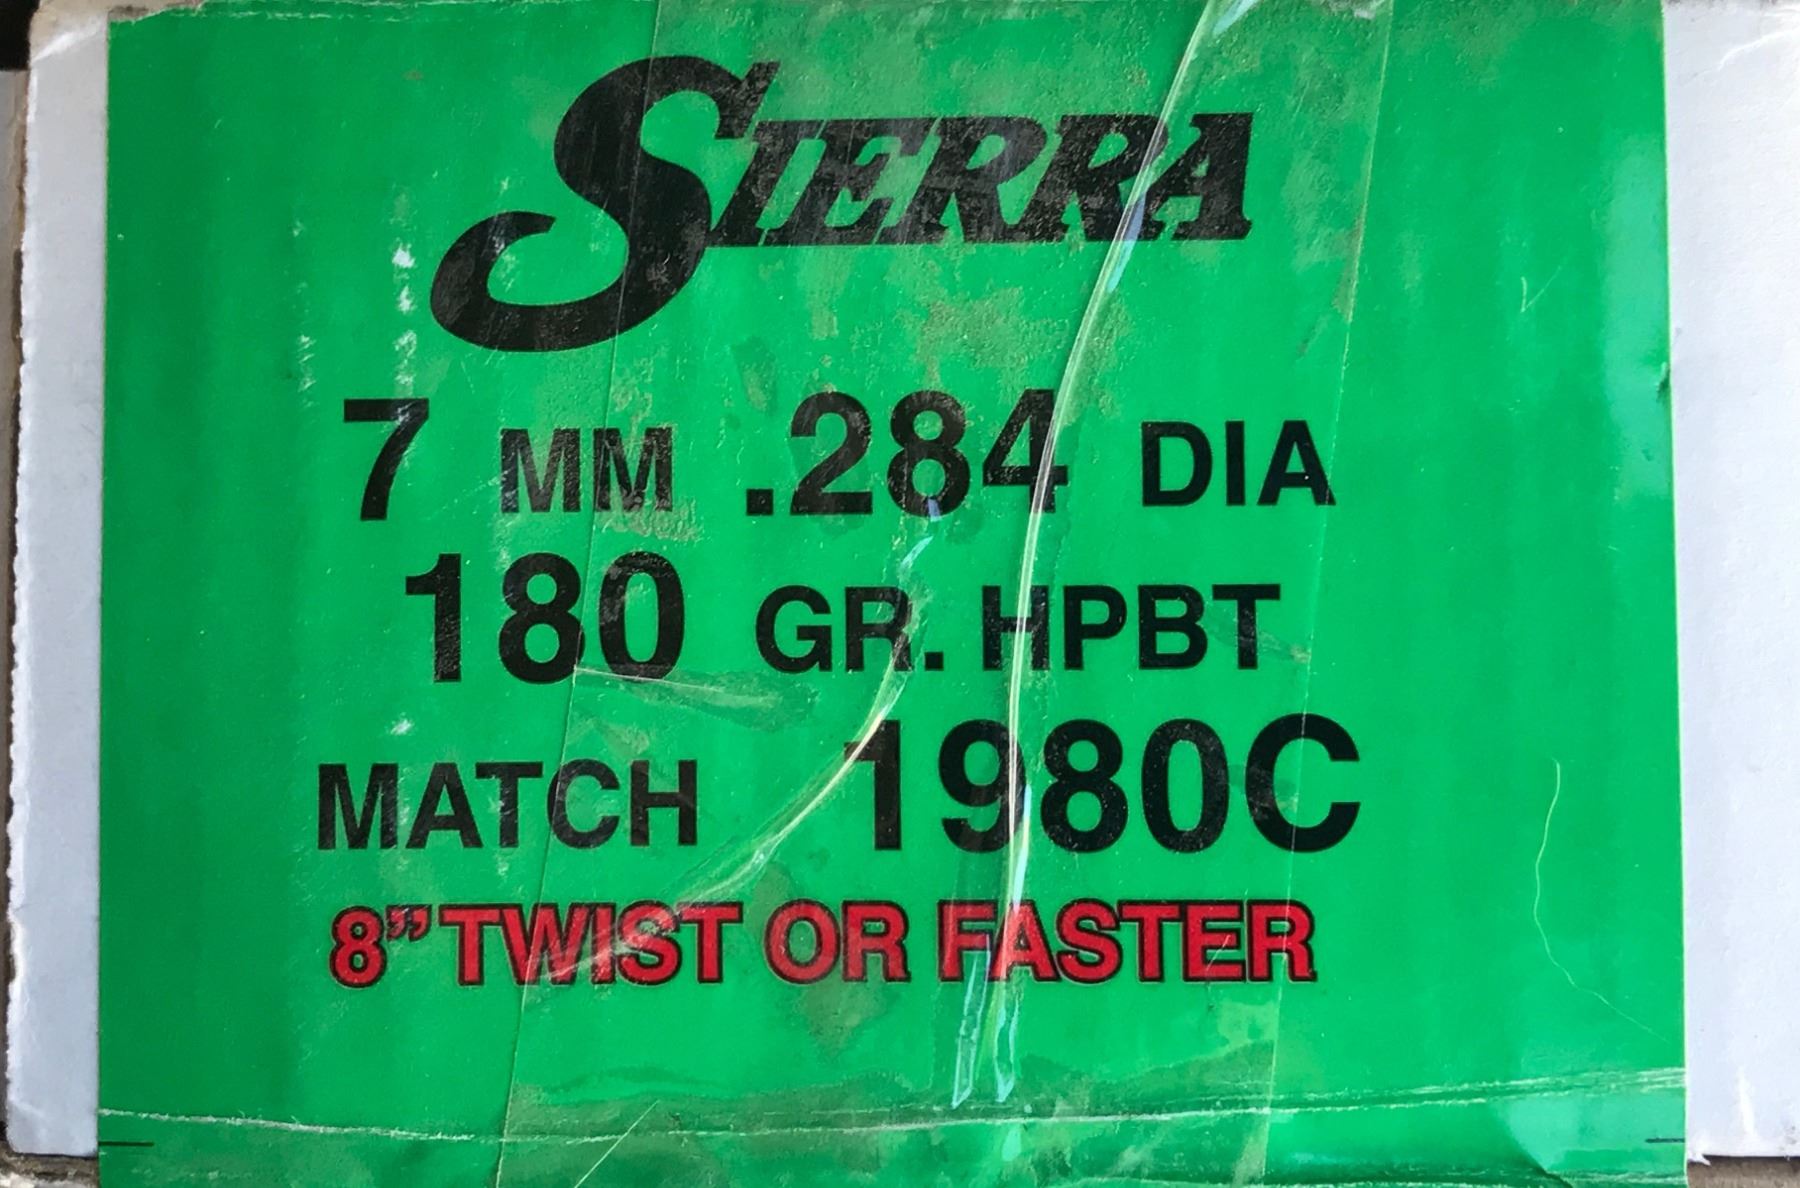 SIERRA
7 MM .284 DIA
180 GR. HPBT
MATCH 1980C
8" TWIST OR FASTER